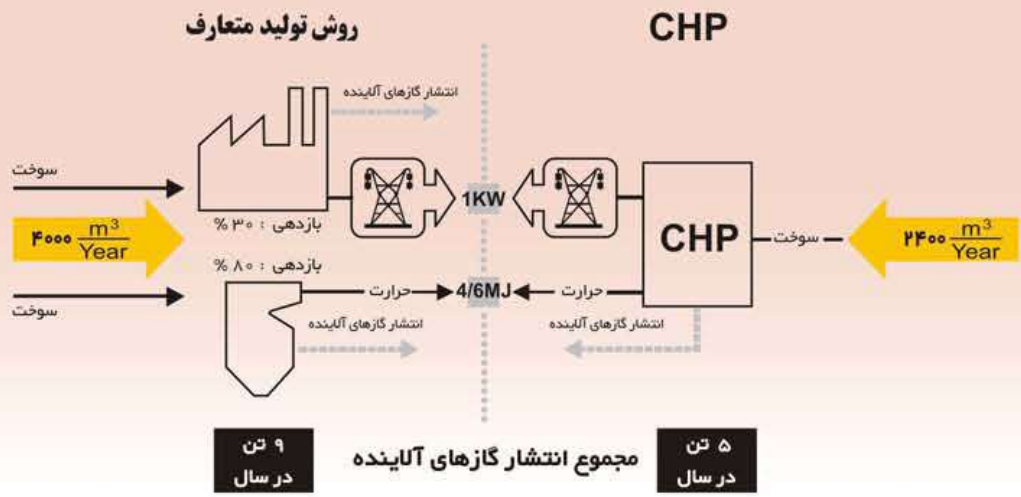 روش تولید متعارف
CHP
انتشار گازهای آلاینده
سوخت
1KW
CHP
سوخت
۴۰۰۰ m³/Year
۲۴۰۰ m³/Year
بازدهی : ۳۰ %
بازدهی : ۸۰ %
سوخت
حرارت
4/6MJ
حرارت
انتشار گازهای آلاینده
انتشار گازهای آلاینده
۹ تن
در سال
مجموع انتشار گازهای آلاینده
۵ تن
در سال